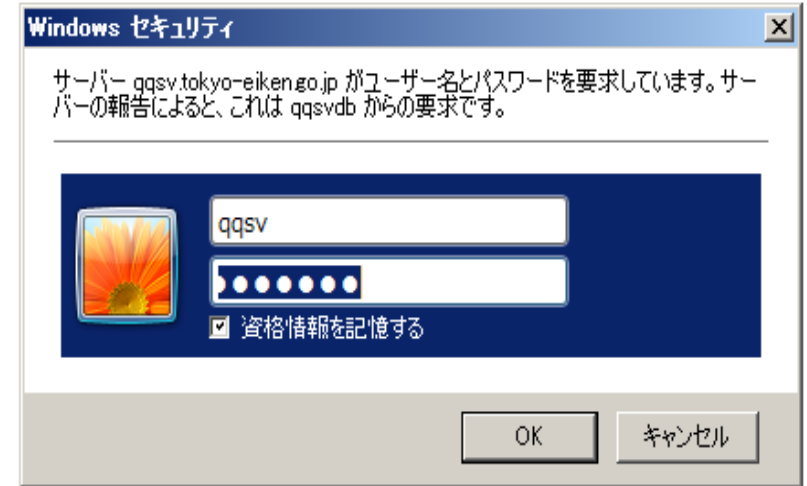 Windows セキュリティ
サーバー qqsv.tokyo-eiken.go.jp がユーザー名とパスワードを要求しています。サー
バーの報告によると、これは qqsvdb からの要求です。
qqsv
●●●●●●●
資格情報を記憶する
OK キャンセル